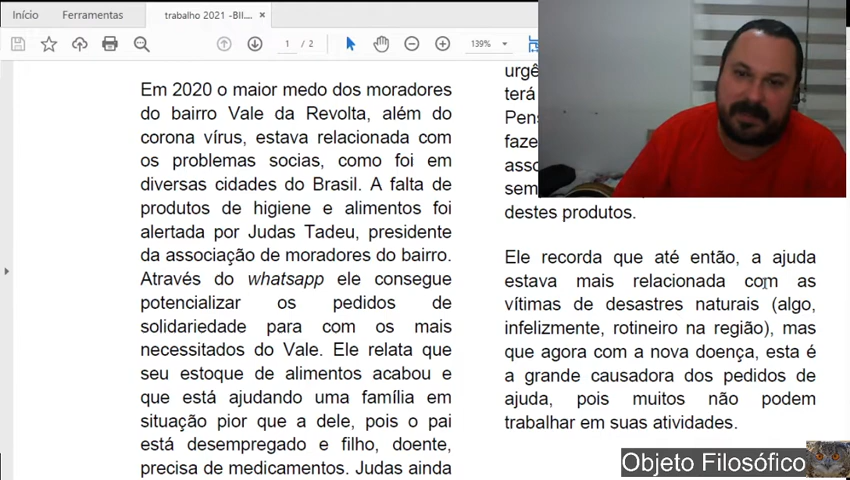 Início
Ferramentas
trabalho 2021 -BII....
1 / 2
139%
Em 2020 o maior medo dos moradores
do bairro Vale da Revolta, além do
corona vírus, estava relacionada com
os problemas socias, como foi em
diversas cidades do Brasil. A falta de
produtos de higiene e alimentos foi
alertada por Judas Tadeu, presidente
da associação de moradores do bairro.
Através do whatsapp ele consegue
potencializar os pedidos de
solidariedade para com os mais
necessitados do Vale. Ele relata que
seu estoque de alimentos acabou e
que está ajudando uma família em
situação pior que a dele, pois o pai
está desempregado e filho, doente,
precisa de medicamentos. Judas ainda
terá
sem
destes produtos.
Ele recorda que até então, a ajuda
estava mais relacionada com as
vítimas de desastres naturais (algo,
infelizmente, rotineiro na região), mas
que agora com a nova doença, esta é
a grande causadora dos pedidos de
ajuda, pois muitos não podem
trabalhar em suas atividades.
Objeto Filosófico